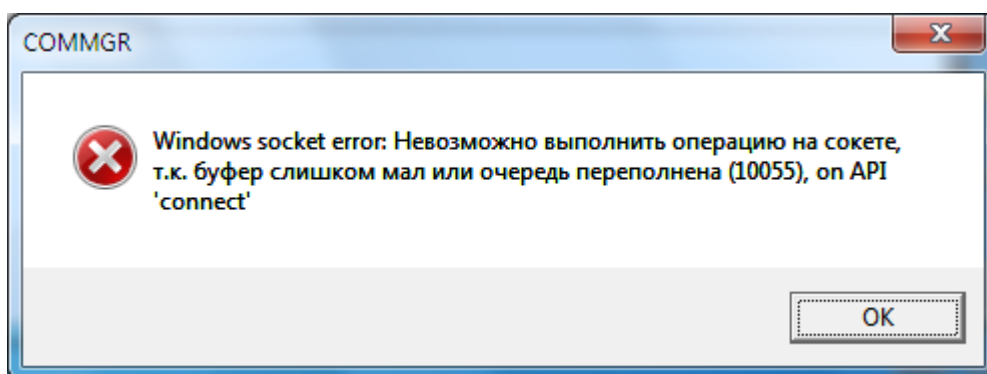 COMMGR
Windows socket error: Невозможно выполнить операцию на сокете,
т.к. буфер слишком мал или очередь переполнена (10055), on API
'connect'
OK